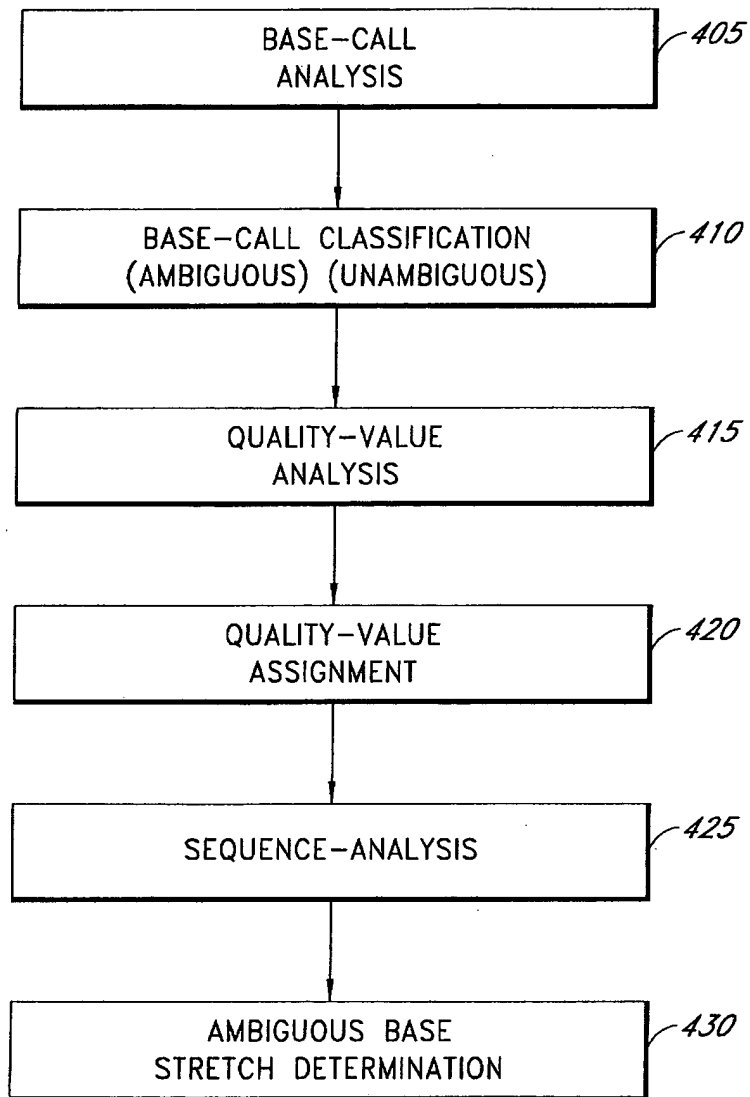 BASE-CALL
ANALYSIS
405
BASE-CALL CLASSIFICATION
(AMBIGUOUS) (UNAMBIGUOUS)
410
QUALITY-VALUE
ANALYSIS
415
QUALITY-VALUE
ASSIGNMENT
420
SEQUENCE-ANALYSIS
425
AMBIGUOUS BASE
STRETCH DETERMINATION
430